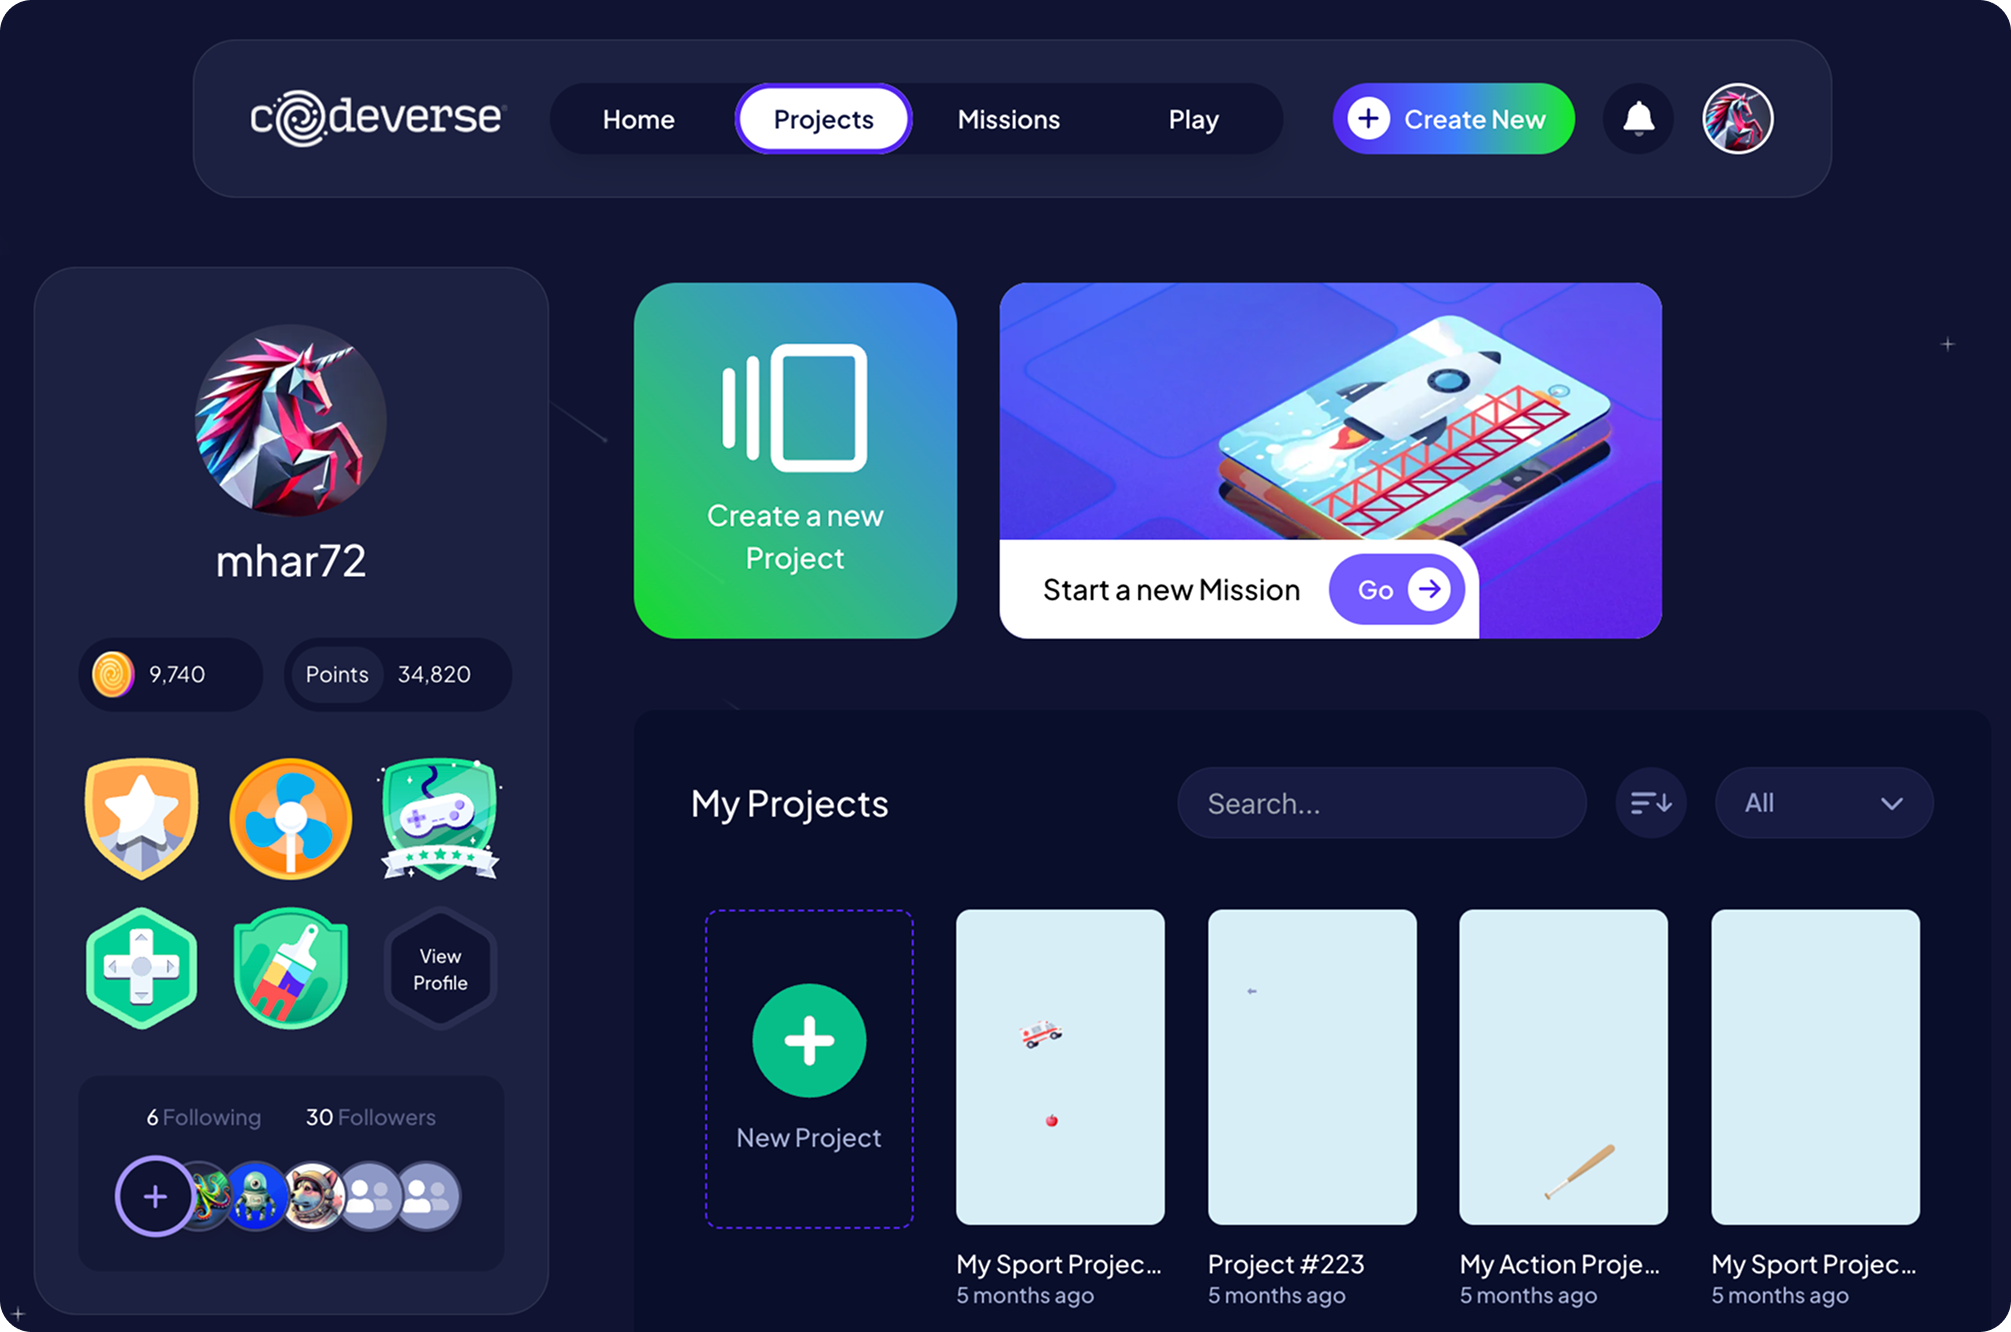 codeverse
Home
Projects
Missions
Play
Create New
mhar72
9,740
Points
34,820
View
Profile
6 Following
30 Followers
Create a new
Project
Start a new Mission
Go
My Projects
Search...
All
New Project
My Sport Projec...
5 months ago
Project #223
5 months ago
My Action Proje...
5 months ago
My Sport Projec...
5 months ago